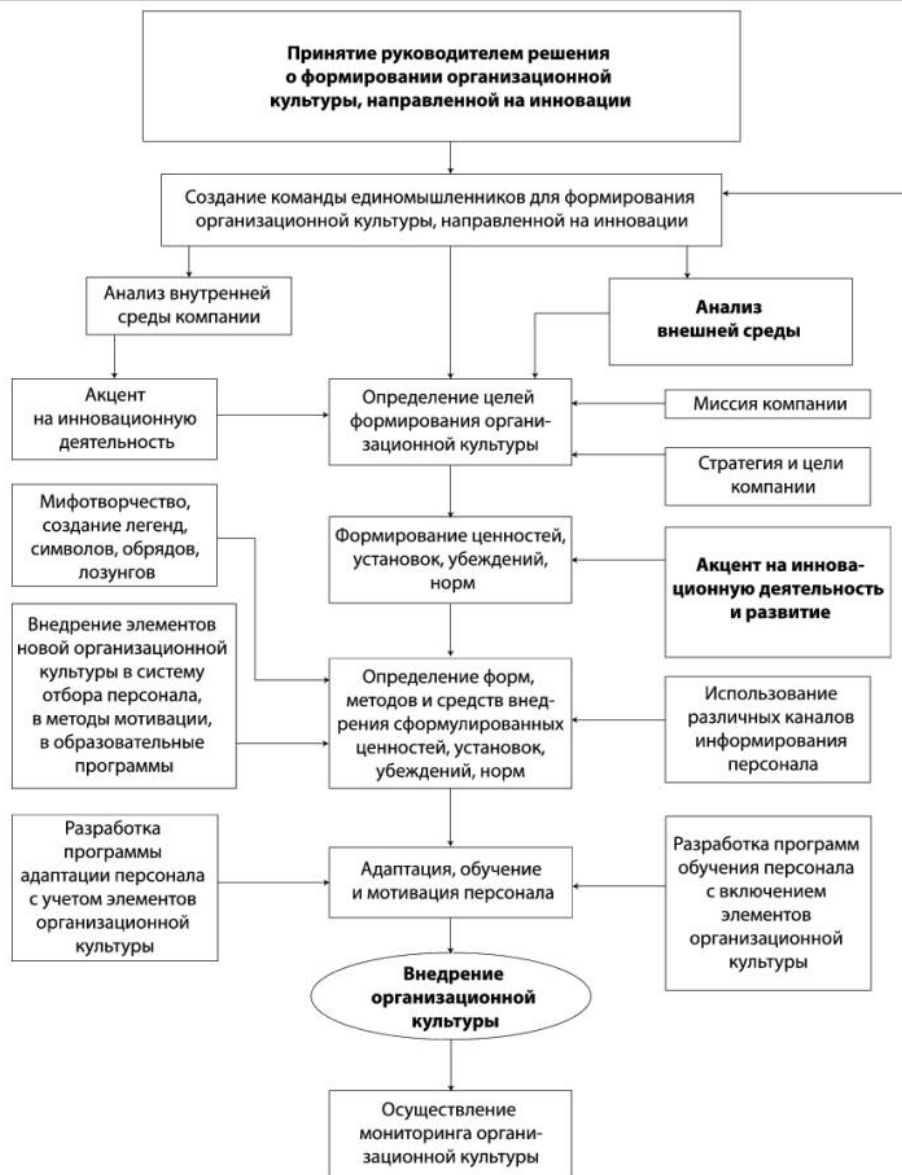 Принятие руководителем решения
о формировании организационной
культуры, направленной на инновации
Создание команды единомышленников для формирования
организационной культуры, направленной на инновации
Анализ внутренней
среды компании
Анализ
внешней среды
Акцент
на инновационную
деятельность
Определение целей
формирования органи-
зационной культуры
Миссия компании
Стратегия и цели
компании
Мифотворчество,
создание легенд,
символов, обрядов,
лозунгов
Формирование ценностей,
установок, убеждений,
норм
Акцент на иннова-
ционную деятельность
и развитие
Внедрение элементов
новой организационной
культуры в систему
отбора персонала,
в методы мотивации,
в образовательные
программы
Определение форм,
методов и средств внед-
рения сформулированных
ценностей, установок,
убеждений, норм
Использование
различных каналов
информирования
персонала
Разработка
программы
адаптации персонала
с учетом элементов
организационной
культуры
Адаптация, обучение
и мотивация персонала
Разработка программ
обучения персонала
с включением
элементов
организационной
культуры
Внедрение
организационной
культуры
Осуществление
мониторинга органи-
зационной культуры